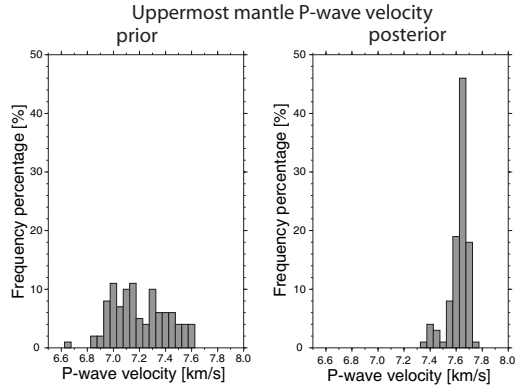 Uppermost mantle P-wave velocity
prior
posterior
50
40
30
20
10
0
Frequency percentage [%]
6.6 6.8 7.0 7.2 7.4 7.6 7.8 8.0
P-wave velocity [km/s]
50
40
30
20
10
0
Frequency percentage [%]
6.6 6.8 7.0 7.2 7.4 7.6 7.8 8.0
P-wave velocity [km/s]